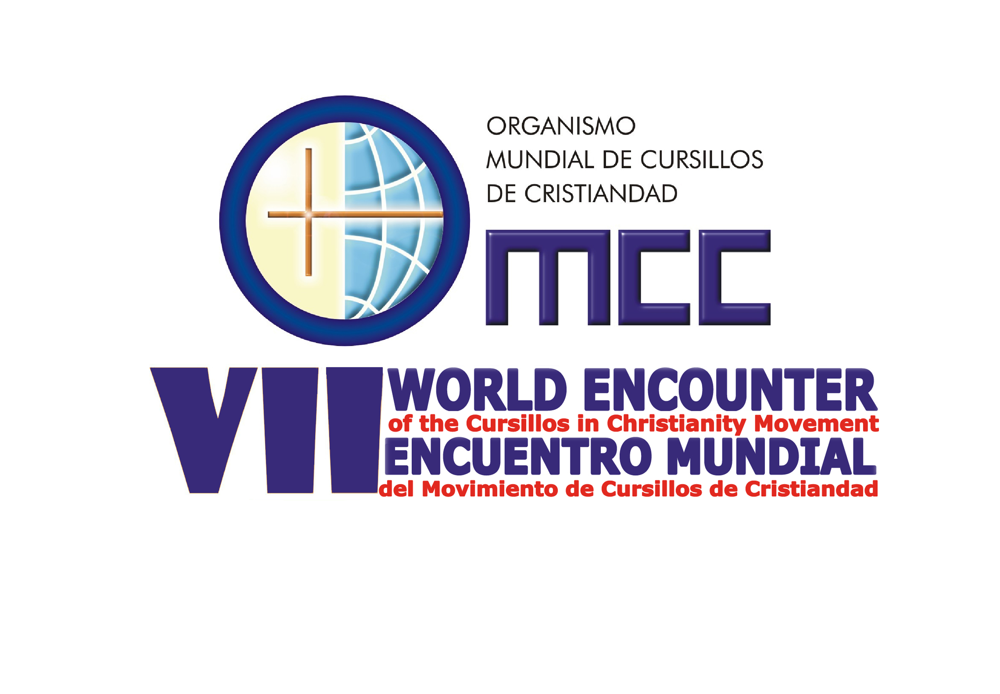 ORGANISMO
MUNDIAL DE CURSILLOS
DE CRISTIANDAD
mcc
VII
WORLD ENCOUNTER
of the Cursillos in Christianity Movement
ENCUENTRO MUNDIAL
del Movimiento de Cursillos de Cristiandad